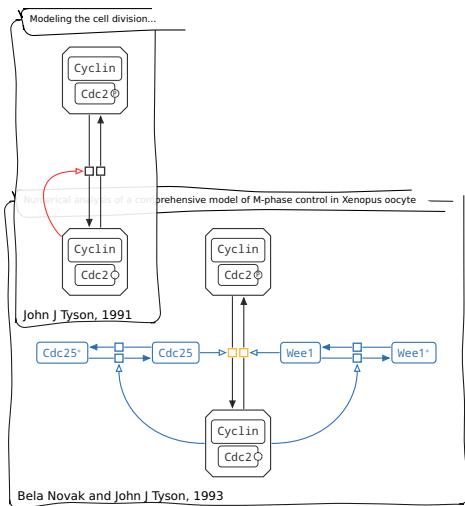 Modeling the cell division...
Cyclin
Cdc2 P
Cyclin
Cdc2
John J Tyson, 1991
Numerical analysis of a comprehensive model of M-phase control in Xenopus oocyte
Cyclin
Cdc2 P
Cdc25* Cdc25 Wee1 Wee1*
Cyclin
Cdc2
Bela Novak and John J Tyson, 1993